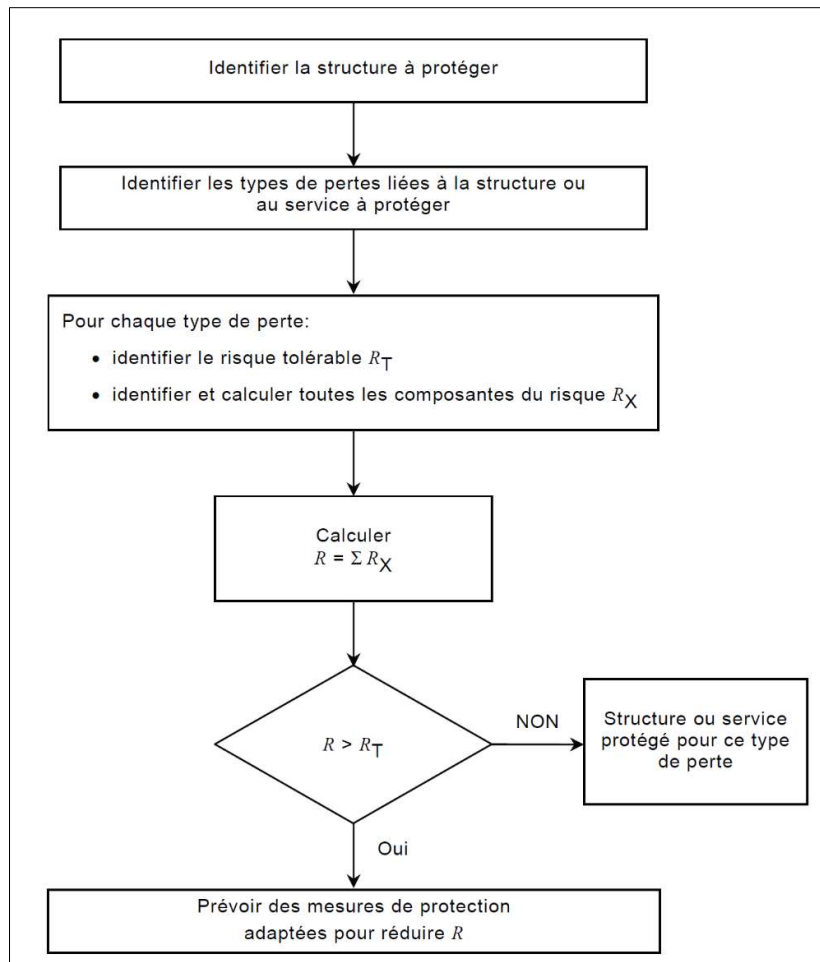 Identifier la structure à protéger
Identifier les types de pertes liées à la structure ou
au service à protéger
Pour chaque type de perte:
• identifier le risque tolérable RT
• identifier et calculer toutes les composantes du risque RX
Calculer
R = Σ RX
R > RT
NON
Structure ou service
protégé pour ce type
de perte
Oui
Prévoir des mesures de protection
adaptées pour réduire R